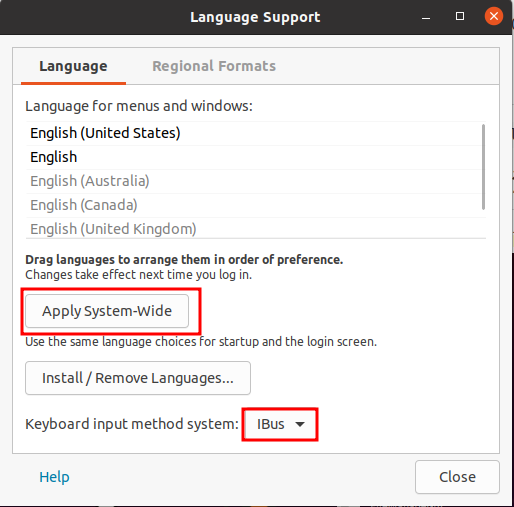 Language Support
Language Regional Formats
Language for menus and windows:
English (United States)
English
English (Australia)
English (Canada)
English (United Kingdom)
Drag languages to arrange them in order of preference.
Changes take effect next time you log in.
Apply System-Wide
Use the same language choices for startup and the login screen.
Install / Remove Languages...
Keyboard input method system: IBus
Help Close